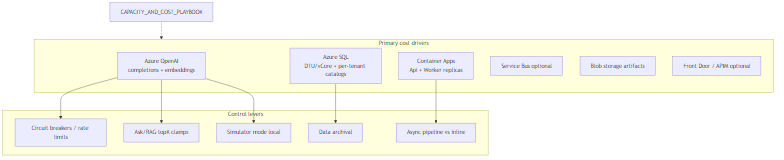 CAPACITY_AND_COST_PLAYBOOK
Primary cost drivers
Azure OpenAI
completions + embeddings
Azure SQL
DTU/vCore + per-tenant
catalogs
Container Apps
Api + Worker replicas
Service Bus optional
Blob storage artifacts
Front Door / APIM optional
Control levers
Circuit breakers / rate
limits
Ask/RAG topK clamps
Simulator mode local
Data archival
Async pipeline vs inline